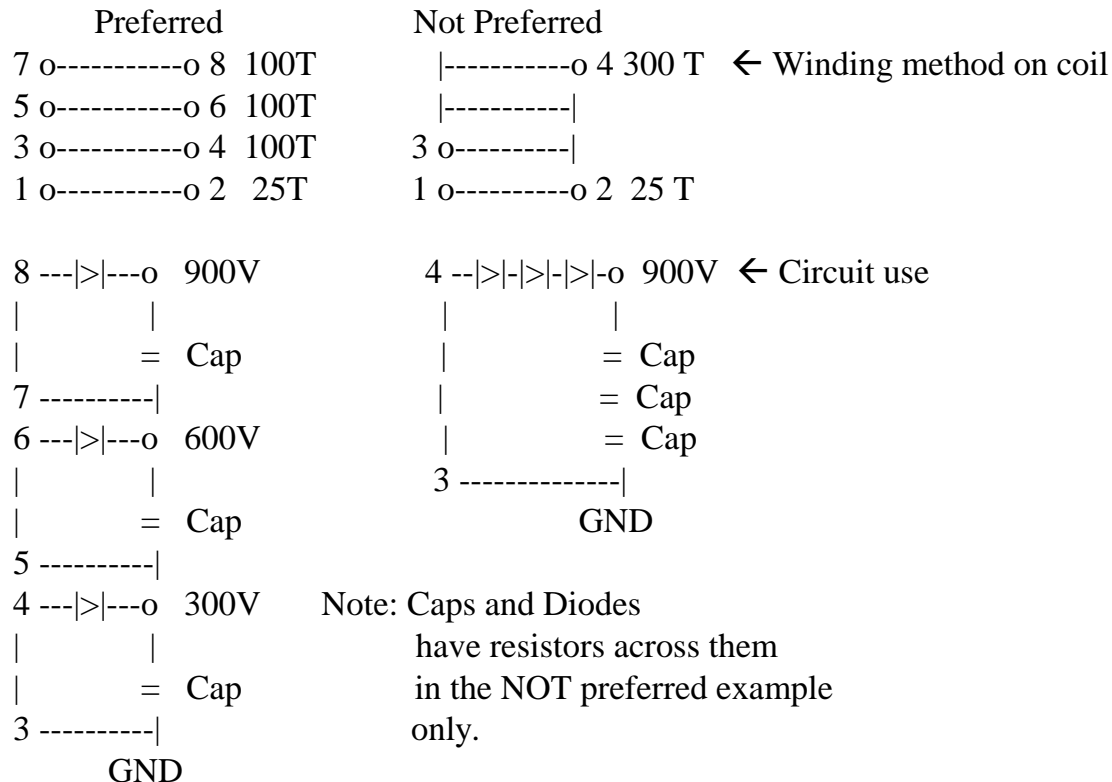 Preferred Not Preferred
7 o-----------o 8 100T |-----------o 4 300 T ← Winding method on coil
5 o-----------o 6 100T |-----------|
3 o-----------o 4 100T 3 o----------|
1 o-----------o 2 25T 1 o----------o 2 25 T
8 ---|>|---o 900V 4 --|>|-|>|-|>|-o 900V ← Circuit use
| | | |
| = Cap | = Cap
7 ----------| | = Cap
6 ---|>|---o 600V | = Cap
| | 3 --------------|
| = Cap GND
5 ----------|
4 ---|>|---o 300V Note: Caps and Diodes
| | have resistors across them
| = Cap in the NOT preferred example
3 ----------| only.
GND